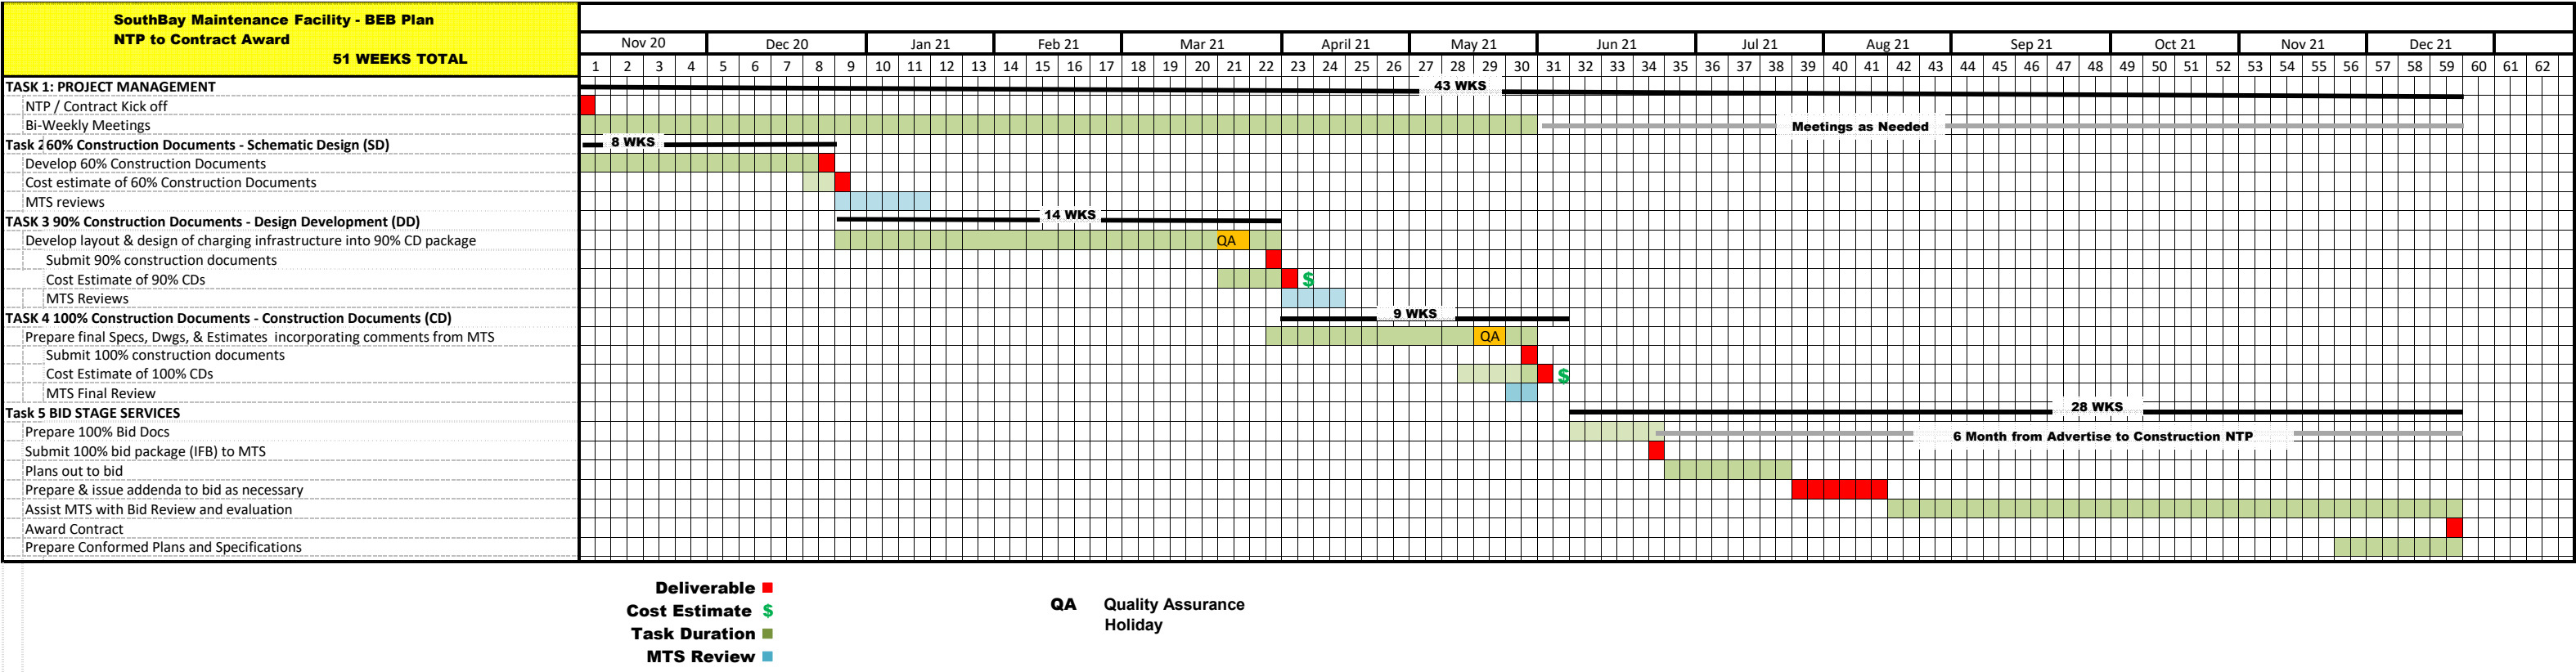 SouthBay Maintenance Facility - BEB Plan
NTP to Contract Award
51 WEEKS TOTAL
Nov 20 Dec 20 Jan 21 Feb 21 Mar 21 April 21 May 21 Jun 21 Jul 21 Aug 21 Sep 21 Oct 21 Nov 21 Dec 21
1 2 3 4 5 6 7 8 9 10 11 12 13 14 15 16 17 18 19 20 21 22 23 24 25 26 27 28 29 30 31 32 33 34 35 36 37 38 39 40 41 42 43 44 45 46 47 48 49 50 51 52 53 54 55 56 57 58 59 60 61 62
TASK 1: PROJECT MANAGEMENT 43 WKS
NTP / Contract Kick off
Bi-Weekly Meetings Meetings as Needed
Task 2 60% Construction Documents - Schematic Design (SD) 8 WKS
Develop 60% Construction Documents
Cost estimate of 60% Construction Documents
MTS reviews
TASK 3 90% Construction Documents - Design Development (DD) 14 WKS
Develop layout & design of charging infrastructure into 90% CD package QA
Submit 90% construction documents
Cost Estimate of 90% CDs $
MTS Reviews
TASK 4 100% Construction Documents - Construction Documents (CD) 9 WKS
Prepare final Specs, Dwgs, & Estimates incorporating comments from MTS QA
Submit 100% construction documents
Cost Estimate of 100% CDs $
MTS Final Review
Task 5 BID STAGE SERVICES 28 WKS
Prepare 100% Bid Docs 6 Month from Advertise to Construction NTP
Submit 100% bid package (IFB) to MTS
Plans out to bid
Prepare & issue addenda to bid as necessary
Assist MTS with Bid Review and evaluation
Award Contract
Prepare Conformed Plans and Specifications
Deliverable
Cost Estimate $
Task Duration
MTS Review
QA Quality Assurance
Holiday